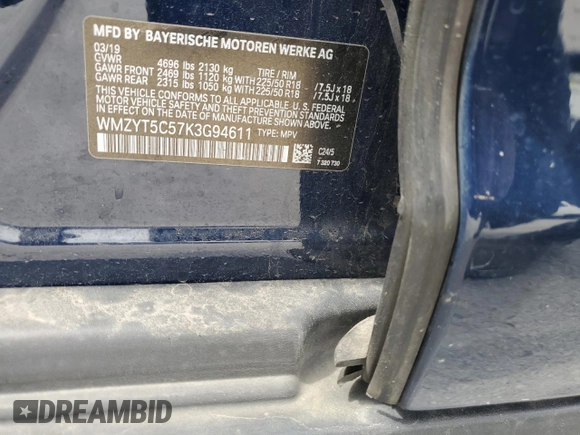 MFD BY BAYERISCHE MOTOREN WERKE AG
03/19
GVWR 4696 lbs 2130 kg TIRE / RIM
GAWR FRONT 2469 lbs 1120 kg WITH 225/50 R18 /7.5J x 18
GAWR REAR 2315 lbs 1050 kg WITH 225/50 R18 /7.5J x 18
THIS VEHICLE CONFORMS TO ALL APPLICABLE U.S. FEDERAL
MOTOR VEHICLE SAFETY, BUMPER, AND THEFT PREVENTION
STANDARDS IN EFFECT ON THE DATE OF MANUFACTURE
SHOWN ABOVE.
WMZYT5C57K3G94611 TYPE: MPV
C24/5
7 320 730
DREAMBID